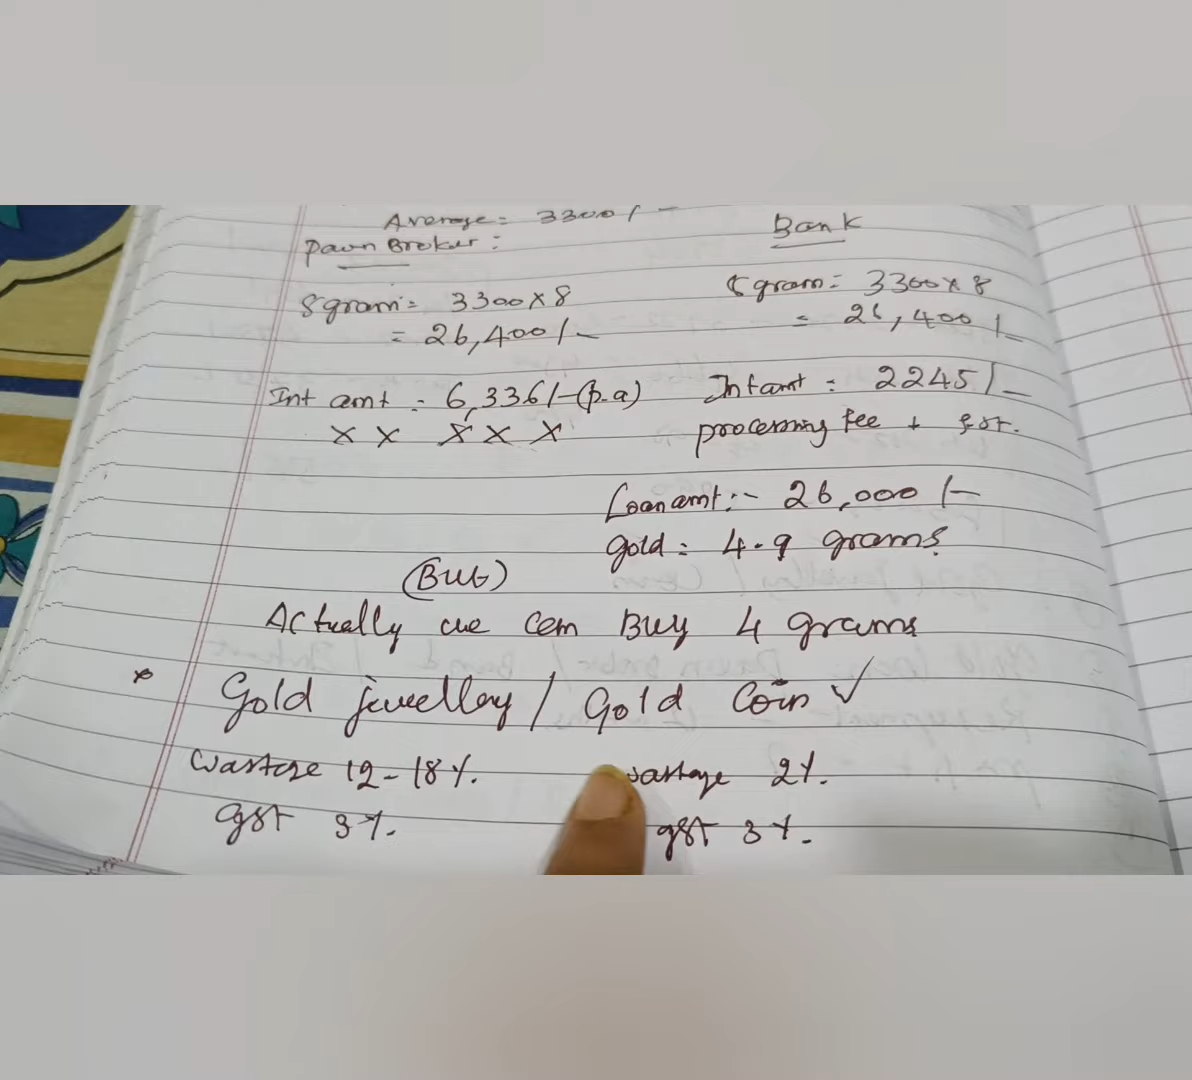 Average = 3300/-
Pawn Broker :
Bank
8 gram = 3300 x 8
= 26,400/-
8 gram = 3300 x 8
= 26,400/-
Int amt = 6,336/-(p.a)
x x x x x
Int amt = 2245/-
processing fee + gst.
Loan amt :- 26,000/-
gold = 4.9 grams
(But)
Actually we can Buy 4 grams
* Gold jewellery / Gold Coin ✓
wastage 12-18%.
gst 3%.
wastage 2%.
gst 3%.